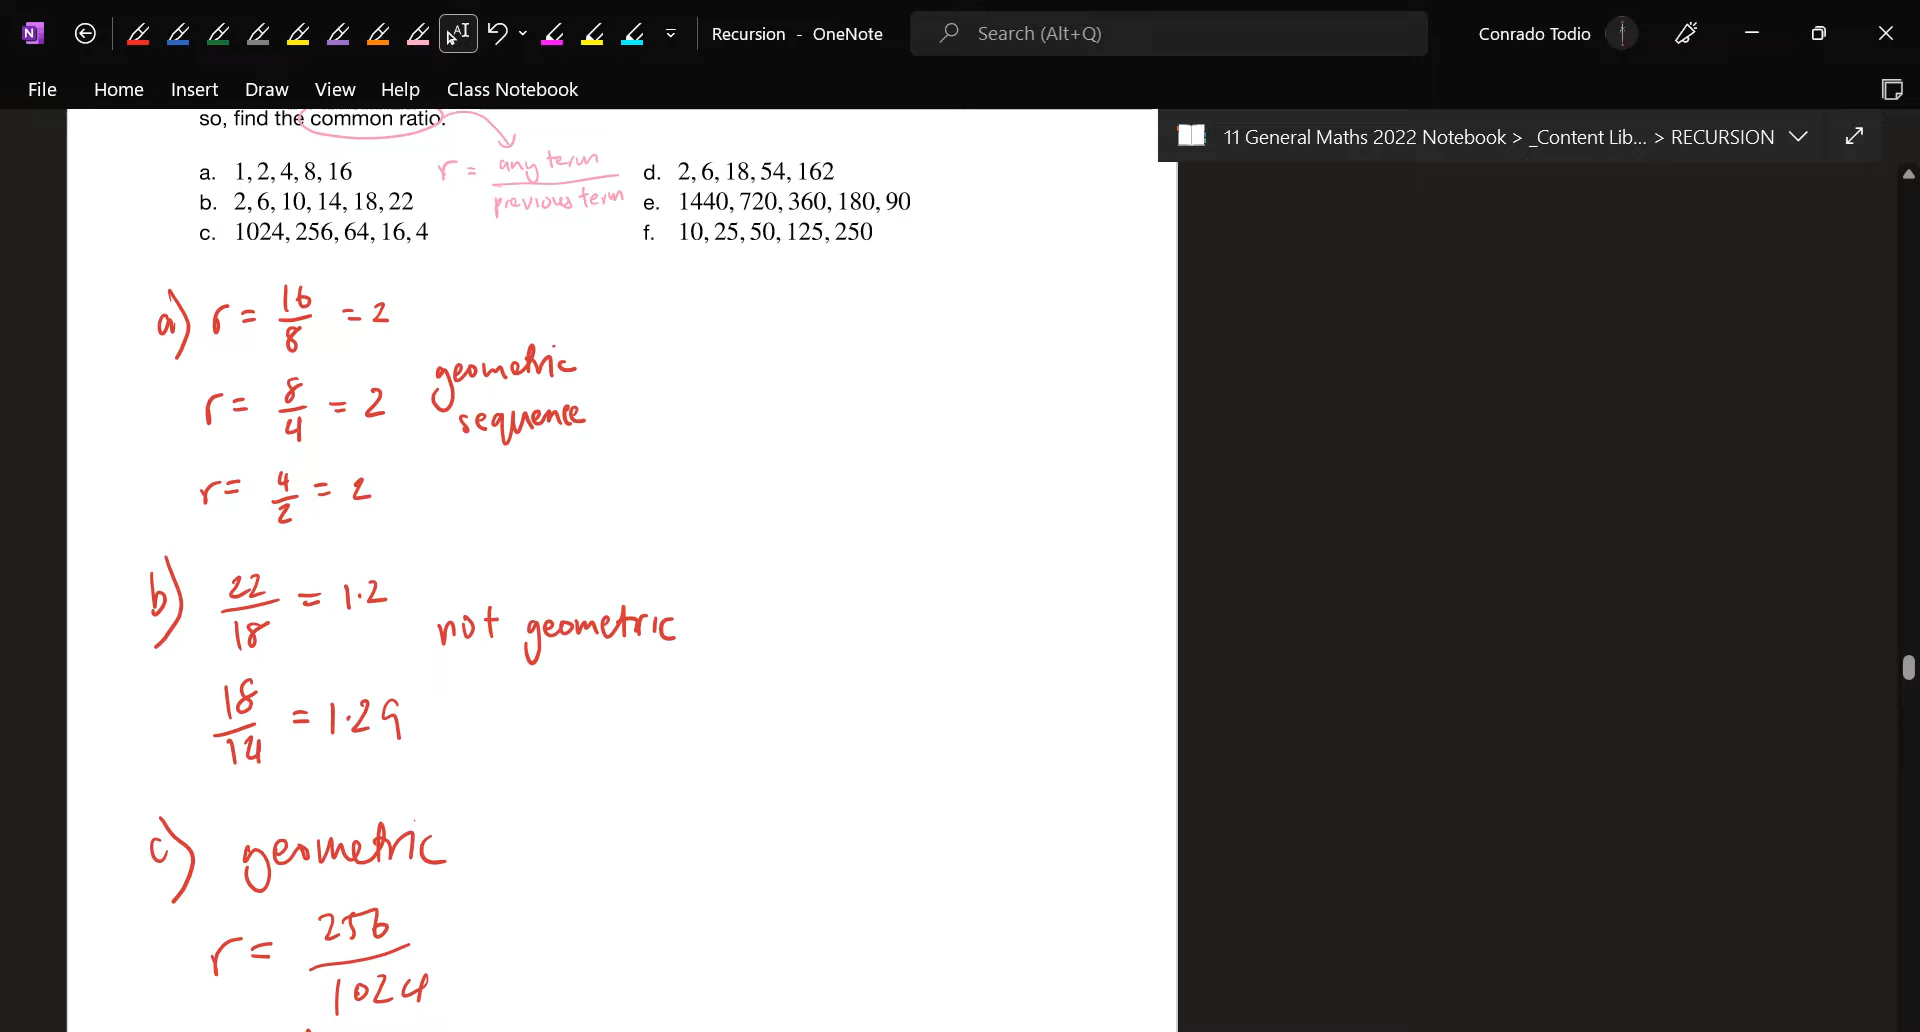 Recursion - OneNote
Search (Alt+Q)
Conrado Todio
File Home Insert Draw View Help Class Notebook
11 General Maths 2022 Notebook > _Content Lib... > RECURSION
so, find the common ratio.
r = any term / previous term
a. 1, 2, 4, 8, 16
b. 2, 6, 10, 14, 18, 22
c. 1024, 256, 64, 16, 4
d. 2, 6, 18, 54, 162
e. 1440, 720, 360, 180, 90
f. 10, 25, 50, 125, 250
a) r = 16/8 = 2
r = 8/4 = 2
r = 4/2 = 2
geometric
sequence
b) 22/18 = 1.2
18/14 = 1.29
not geometric
c) geometric
r = 256/1024